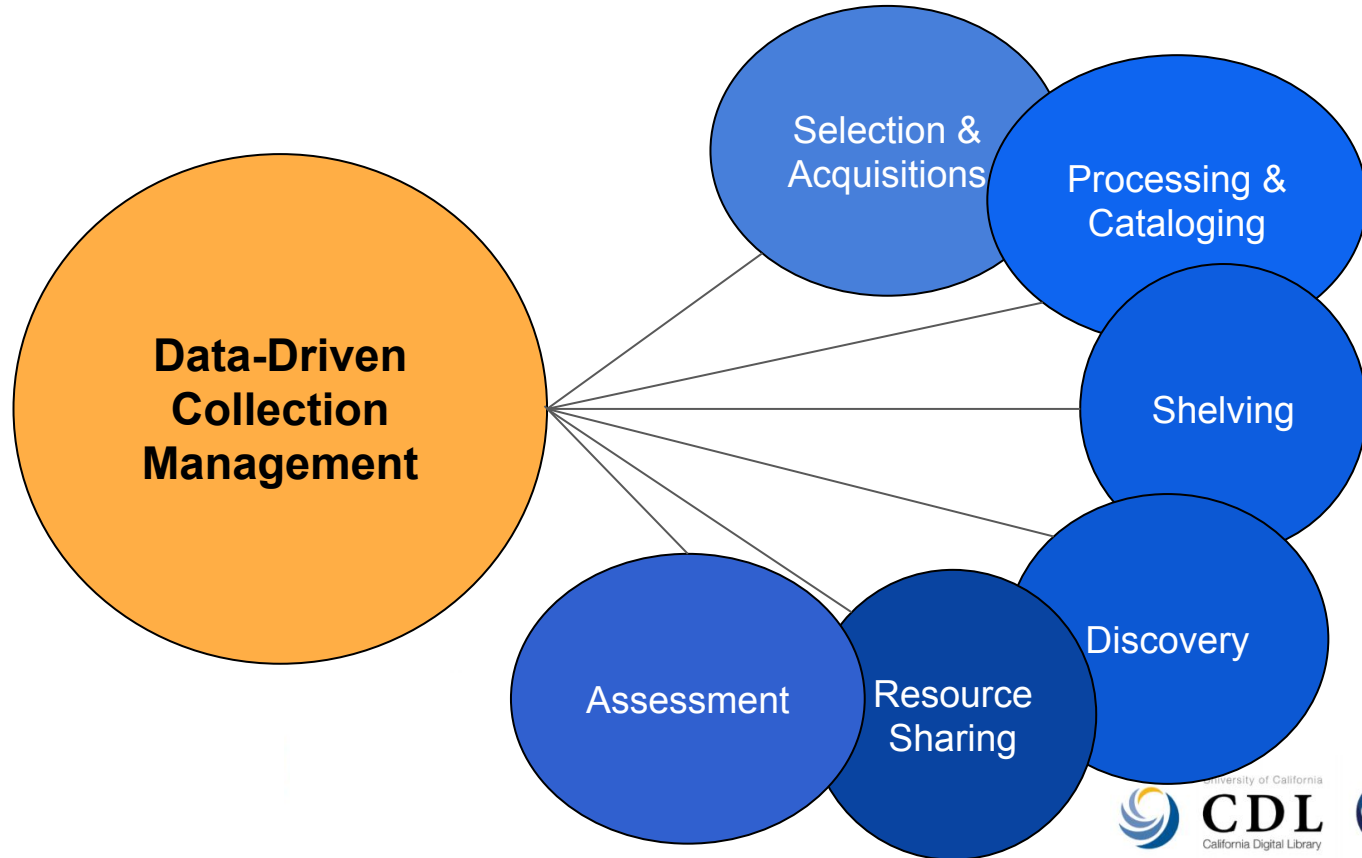 Data-Driven
Collection
Management
Selection &
Acquisitions
Processing &
Cataloging
Shelving
Discovery
Resource
Sharing
Assessment
University of California
CDL
California Digital Library